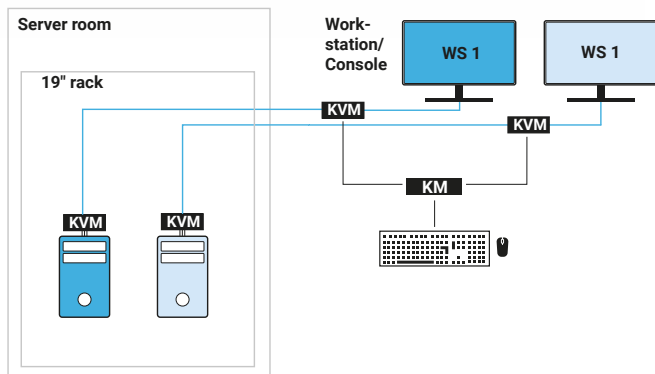 Server room
19" rack
Work-
station/
Console
WS 1
WS 1
KVM
KVM
KM
KVM
KVM